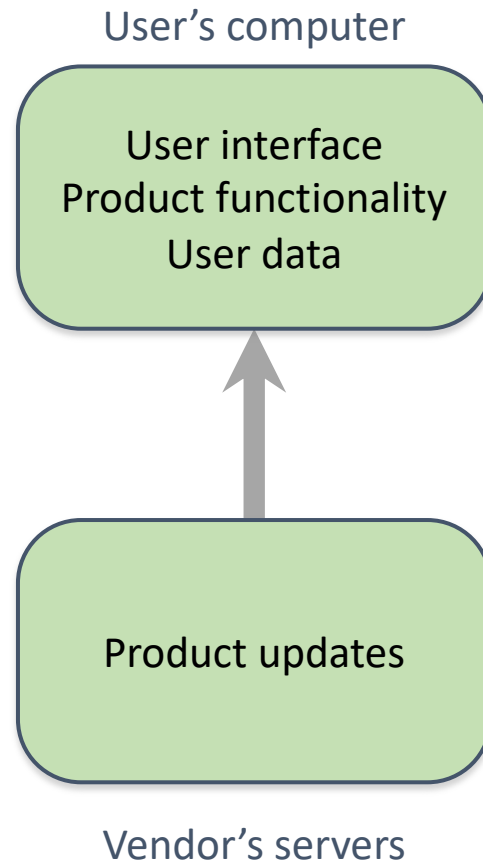 User’s computer
User interface
Product functionality
User data
Product updates
Vendor’s servers